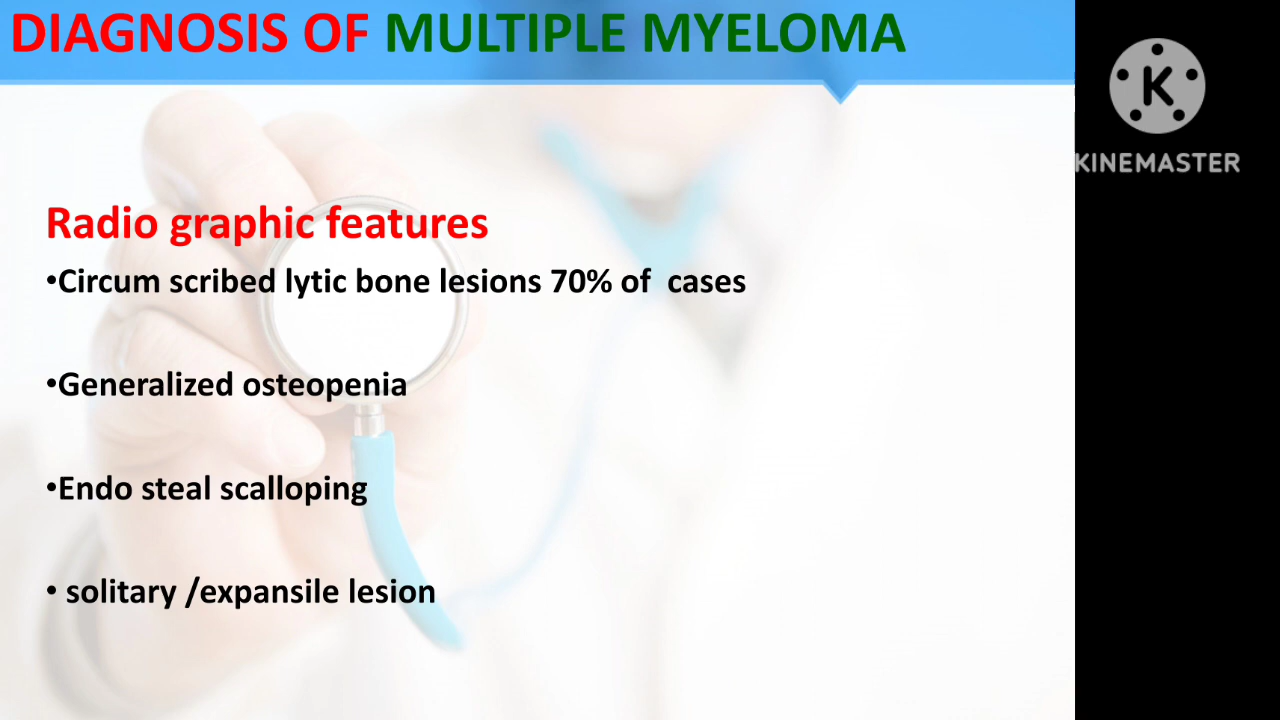 DIAGNOSIS OF MULTIPLE MYELOMA
K
KINEMASTER
Radio graphic features
•Circum scribed lytic bone lesions 70% of  cases
•Generalized osteopenia
•Endo steal scalloping
• solitary /expansile lesion